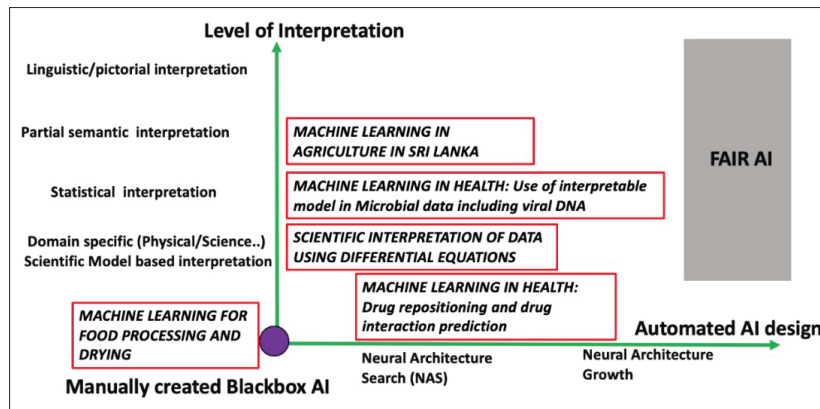 Level of Interpretation
Linguistic/pictorial interpretation
Partial semantic interpretation
MACHINE LEARNING IN
AGRICULTURE IN SRI LANKA
FAIR AI
Statistical interpretation
MACHINE LEARNING IN HEALTH: Use of interpretable
model in Microbial data including viral DNA
Domain specific (Physical/Science..)
Scientific Model based interpretation
SCIENTIFIC INTERPRETATION OF DATA
USING DIFFERENTIAL EQUATIONS
MACHINE LEARNING IN HEALTH:
Drug repositioning and drug
interaction prediction
MACHINE LEARNING FOR
FOOD PROCESSING AND
DRYING
Automated AI design
Neural Architecture
Search (NAS)
Neural Architecture
Growth
Manually created Blackbox AI